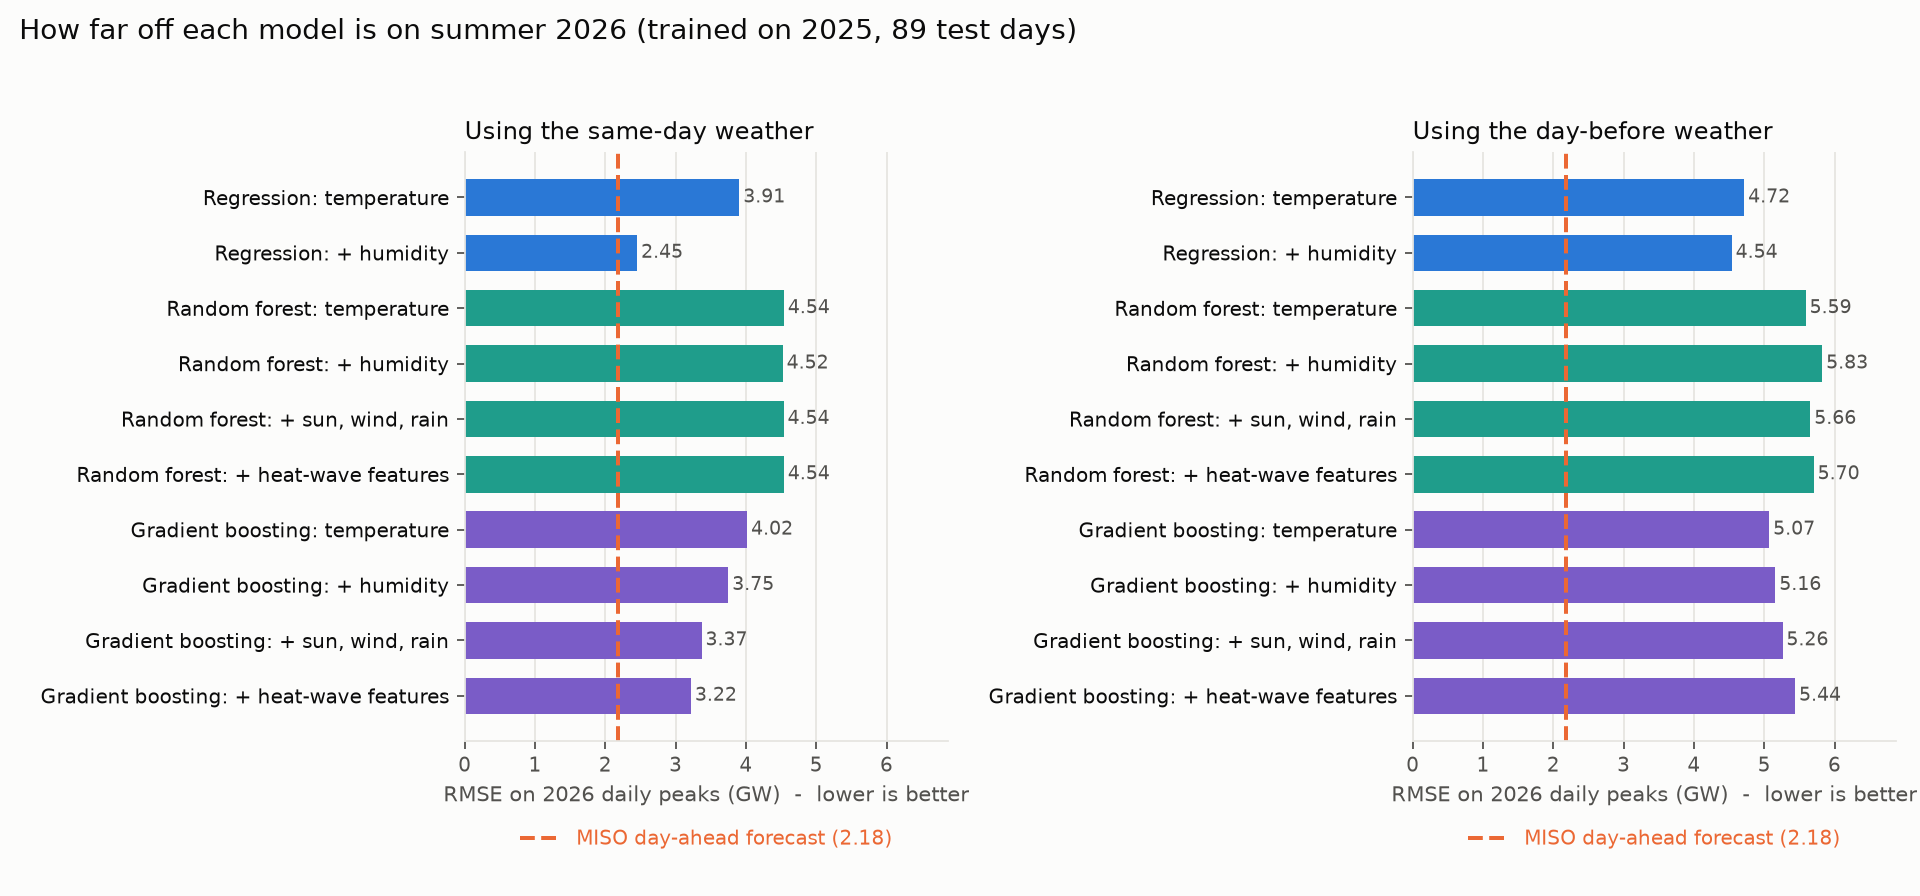 How far off each model is on summer 2026 (trained on 2025, 89 test days)
Using the same-day weather
Regression: temperature 3.91
Regression: + humidity 2.45
Random forest: temperature 4.54
Random forest: + humidity 4.52
Random forest: + sun, wind, rain 4.54
Random forest: + heat-wave features 4.54
Gradient boosting: temperature 4.02
Gradient boosting: + humidity 3.75
Gradient boosting: + sun, wind, rain 3.37
Gradient boosting: + heat-wave features 3.22
0 1 2 3 4 5 6
RMSE on 2026 daily peaks (GW) - lower is better
MISO day-ahead forecast (2.18)
Using the day-before weather
Regression: temperature 4.72
Regression: + humidity 4.54
Random forest: temperature 5.59
Random forest: + humidity 5.83
Random forest: + sun, wind, rain 5.66
Random forest: + heat-wave features 5.70
Gradient boosting: temperature 5.07
Gradient boosting: + humidity 5.16
Gradient boosting: + sun, wind, rain 5.26
Gradient boosting: + heat-wave features 5.44
0 1 2 3 4 5 6
RMSE on 2026 daily peaks (GW) - lower is better
MISO day-ahead forecast (2.18)